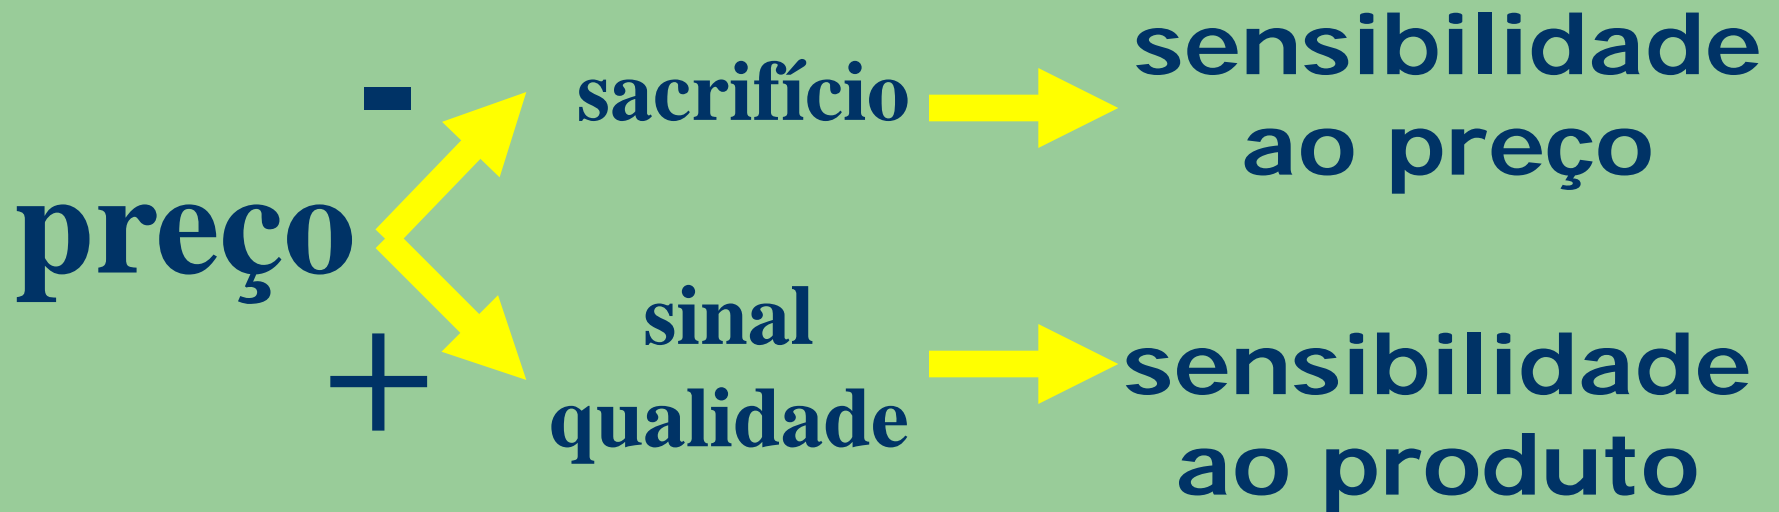 preço
-
+
sacrifício
sensibilidade
ao preço
sinal
qualidade
sensibilidade
ao produto